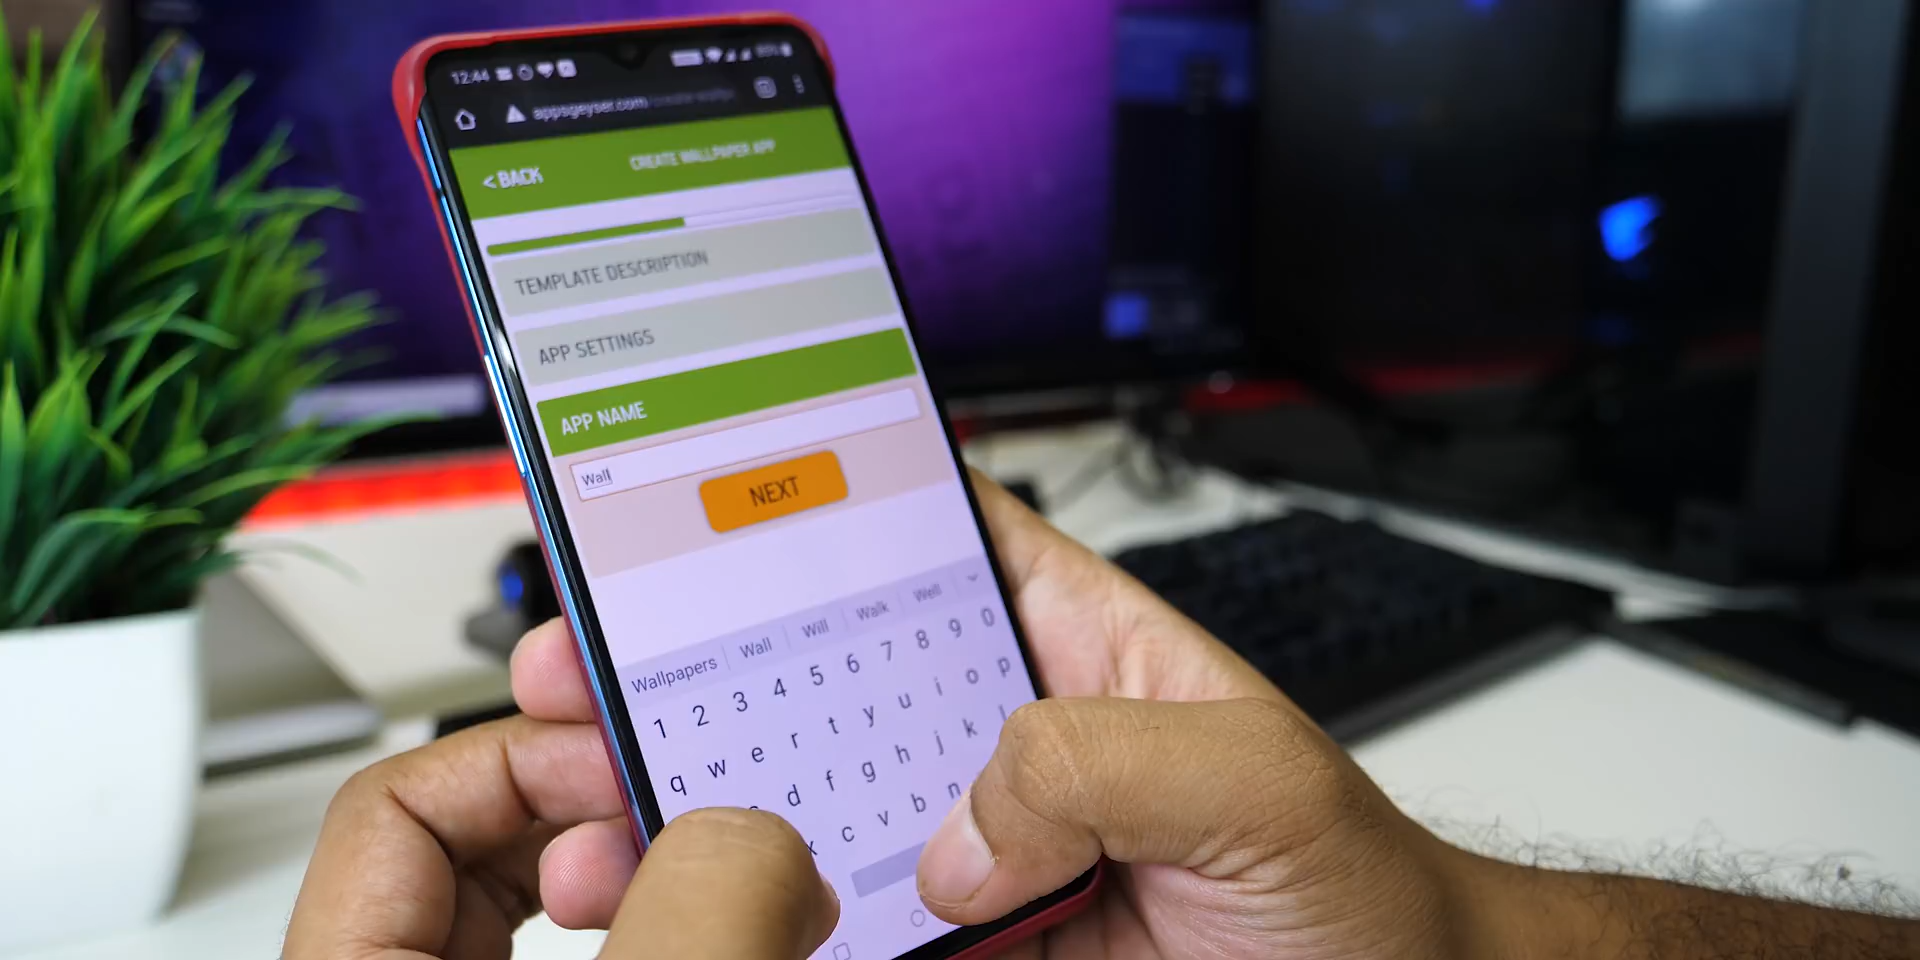 12:44
appsgeyser.com
< BACK
CREATE WALLPAPER APP
TEMPLATE DESCRIPTION
APP SETTINGS
APP NAME
Wall
NEXT
Wallpapers Wall Will Walk Well
1 2 3 4 5 6 7 8 9 0
q w e r t y u i o p
d f g h j k l
x c v b n